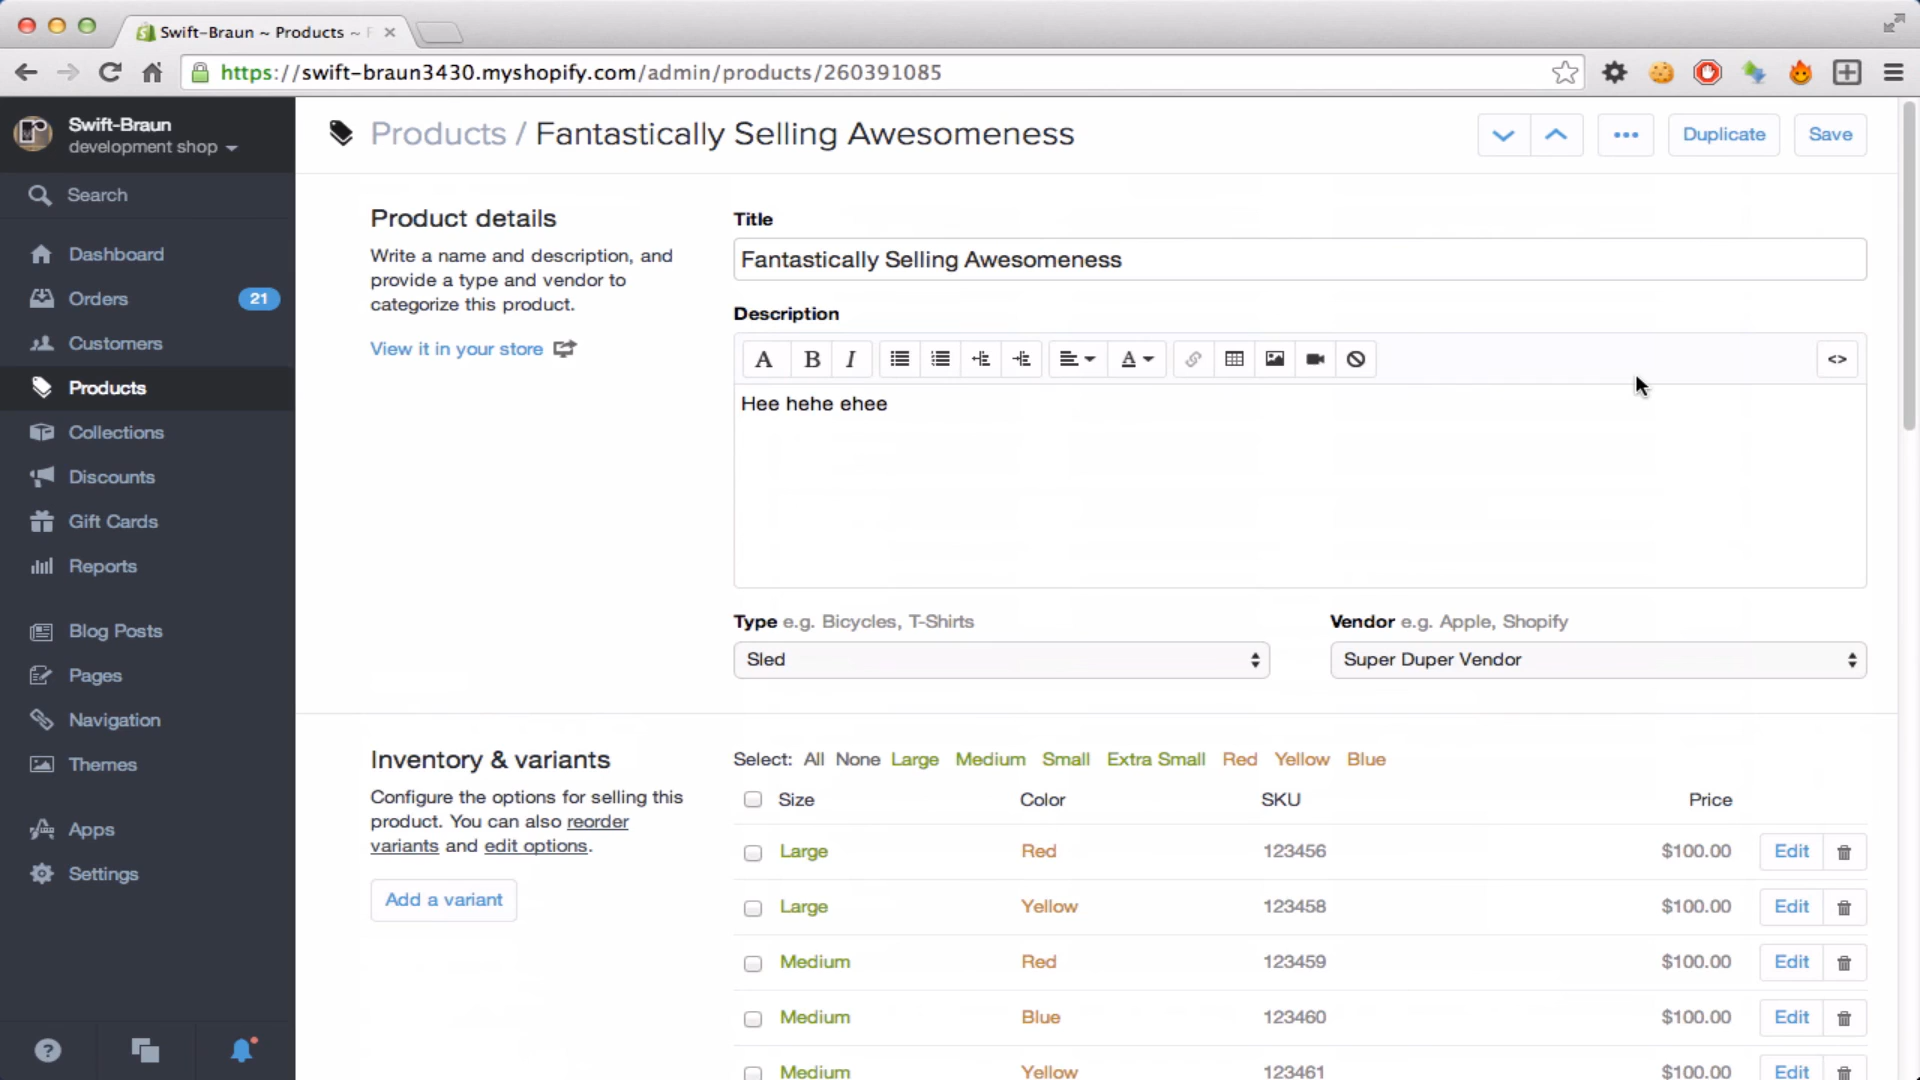 Swift-Braun ~ Products ~ F
https://swift-braun3430.myshopify.com/admin/products/260391085
Swift-Braun
development shop
Search
Dashboard
Orders 21
Customers
Products
Collections
Discounts
Gift Cards
Reports
Blog Posts
Pages
Navigation
Themes
Apps
Settings
Products / Fantastically Selling Awesomeness
Duplicate
Save
Product details
Write a name and description, and
provide a type and vendor to
categorize this product.
View it in your store
Title
Fantastically Selling Awesomeness
Description
A B I A <>
Hee hehe ehee
Type e.g. Bicycles, T-Shirts
Sled
Vendor e.g. Apple, Shopify
Super Duper Vendor
Inventory & variants
Configure the options for selling this
product. You can also reorder
variants and edit options.
Add a variant
Select: All None Large Medium Small Extra Small Red Yellow Blue
Size Color SKU Price
Large Red 123456 $100.00 Edit
Large Yellow 123458 $100.00 Edit
Medium Red 123459 $100.00 Edit
Medium Blue 123460 $100.00 Edit
Medium Yellow 123461 $100.00 Edit